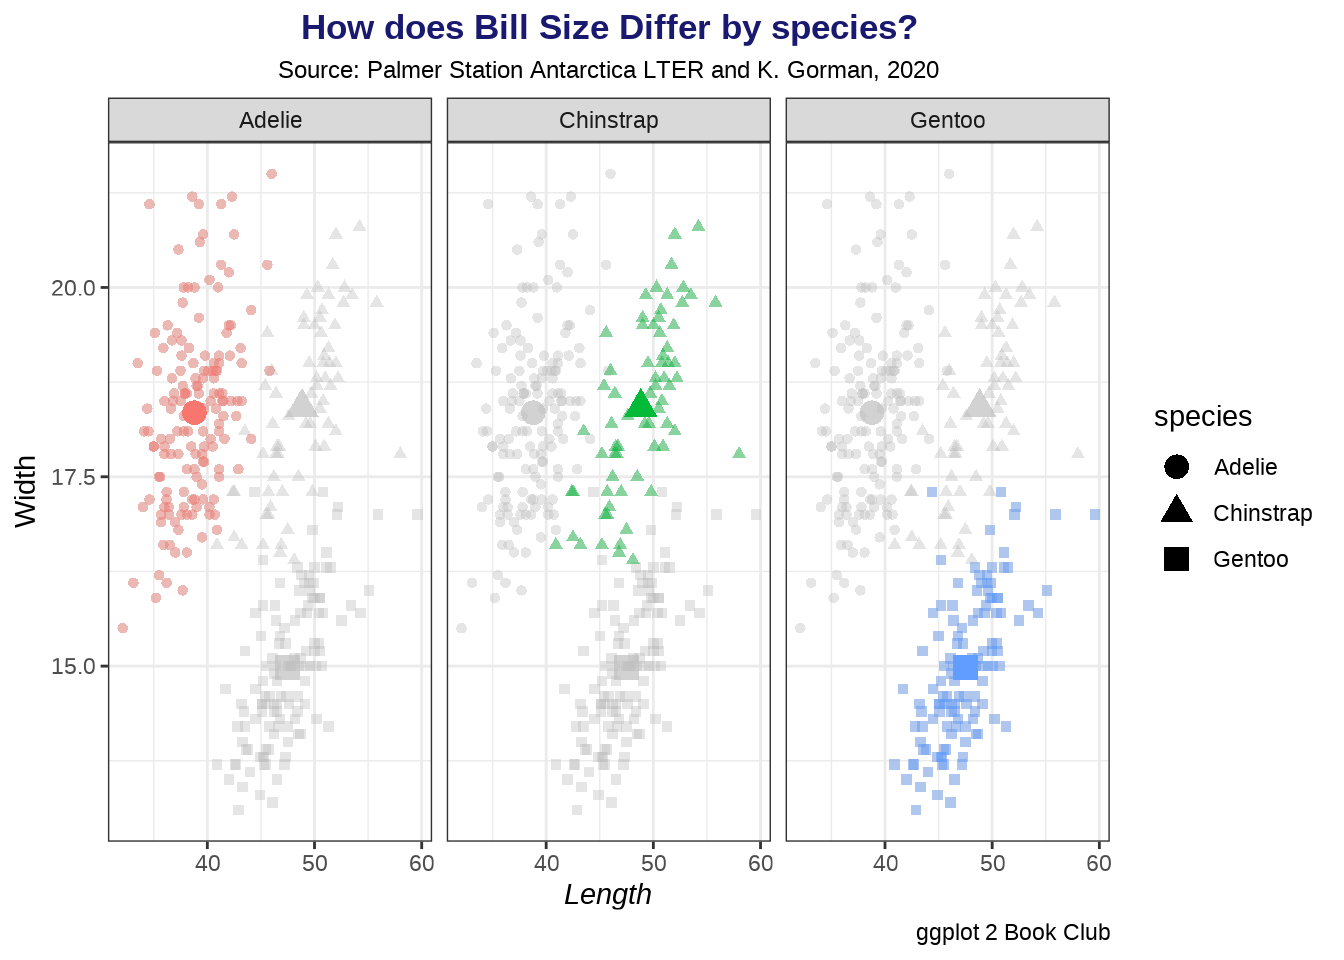 How does Bill Size Differ by species?
Source: Palmer Station Antarctica LTER and K. Gorman, 2020
Adelie
Chinstrap
Gentoo
Width
20.0
17.5
15.0
40
50
60
40
50
60
40
50
60
Length
species
Adelie
Chinstrap
Gentoo
ggplot 2 Book Club